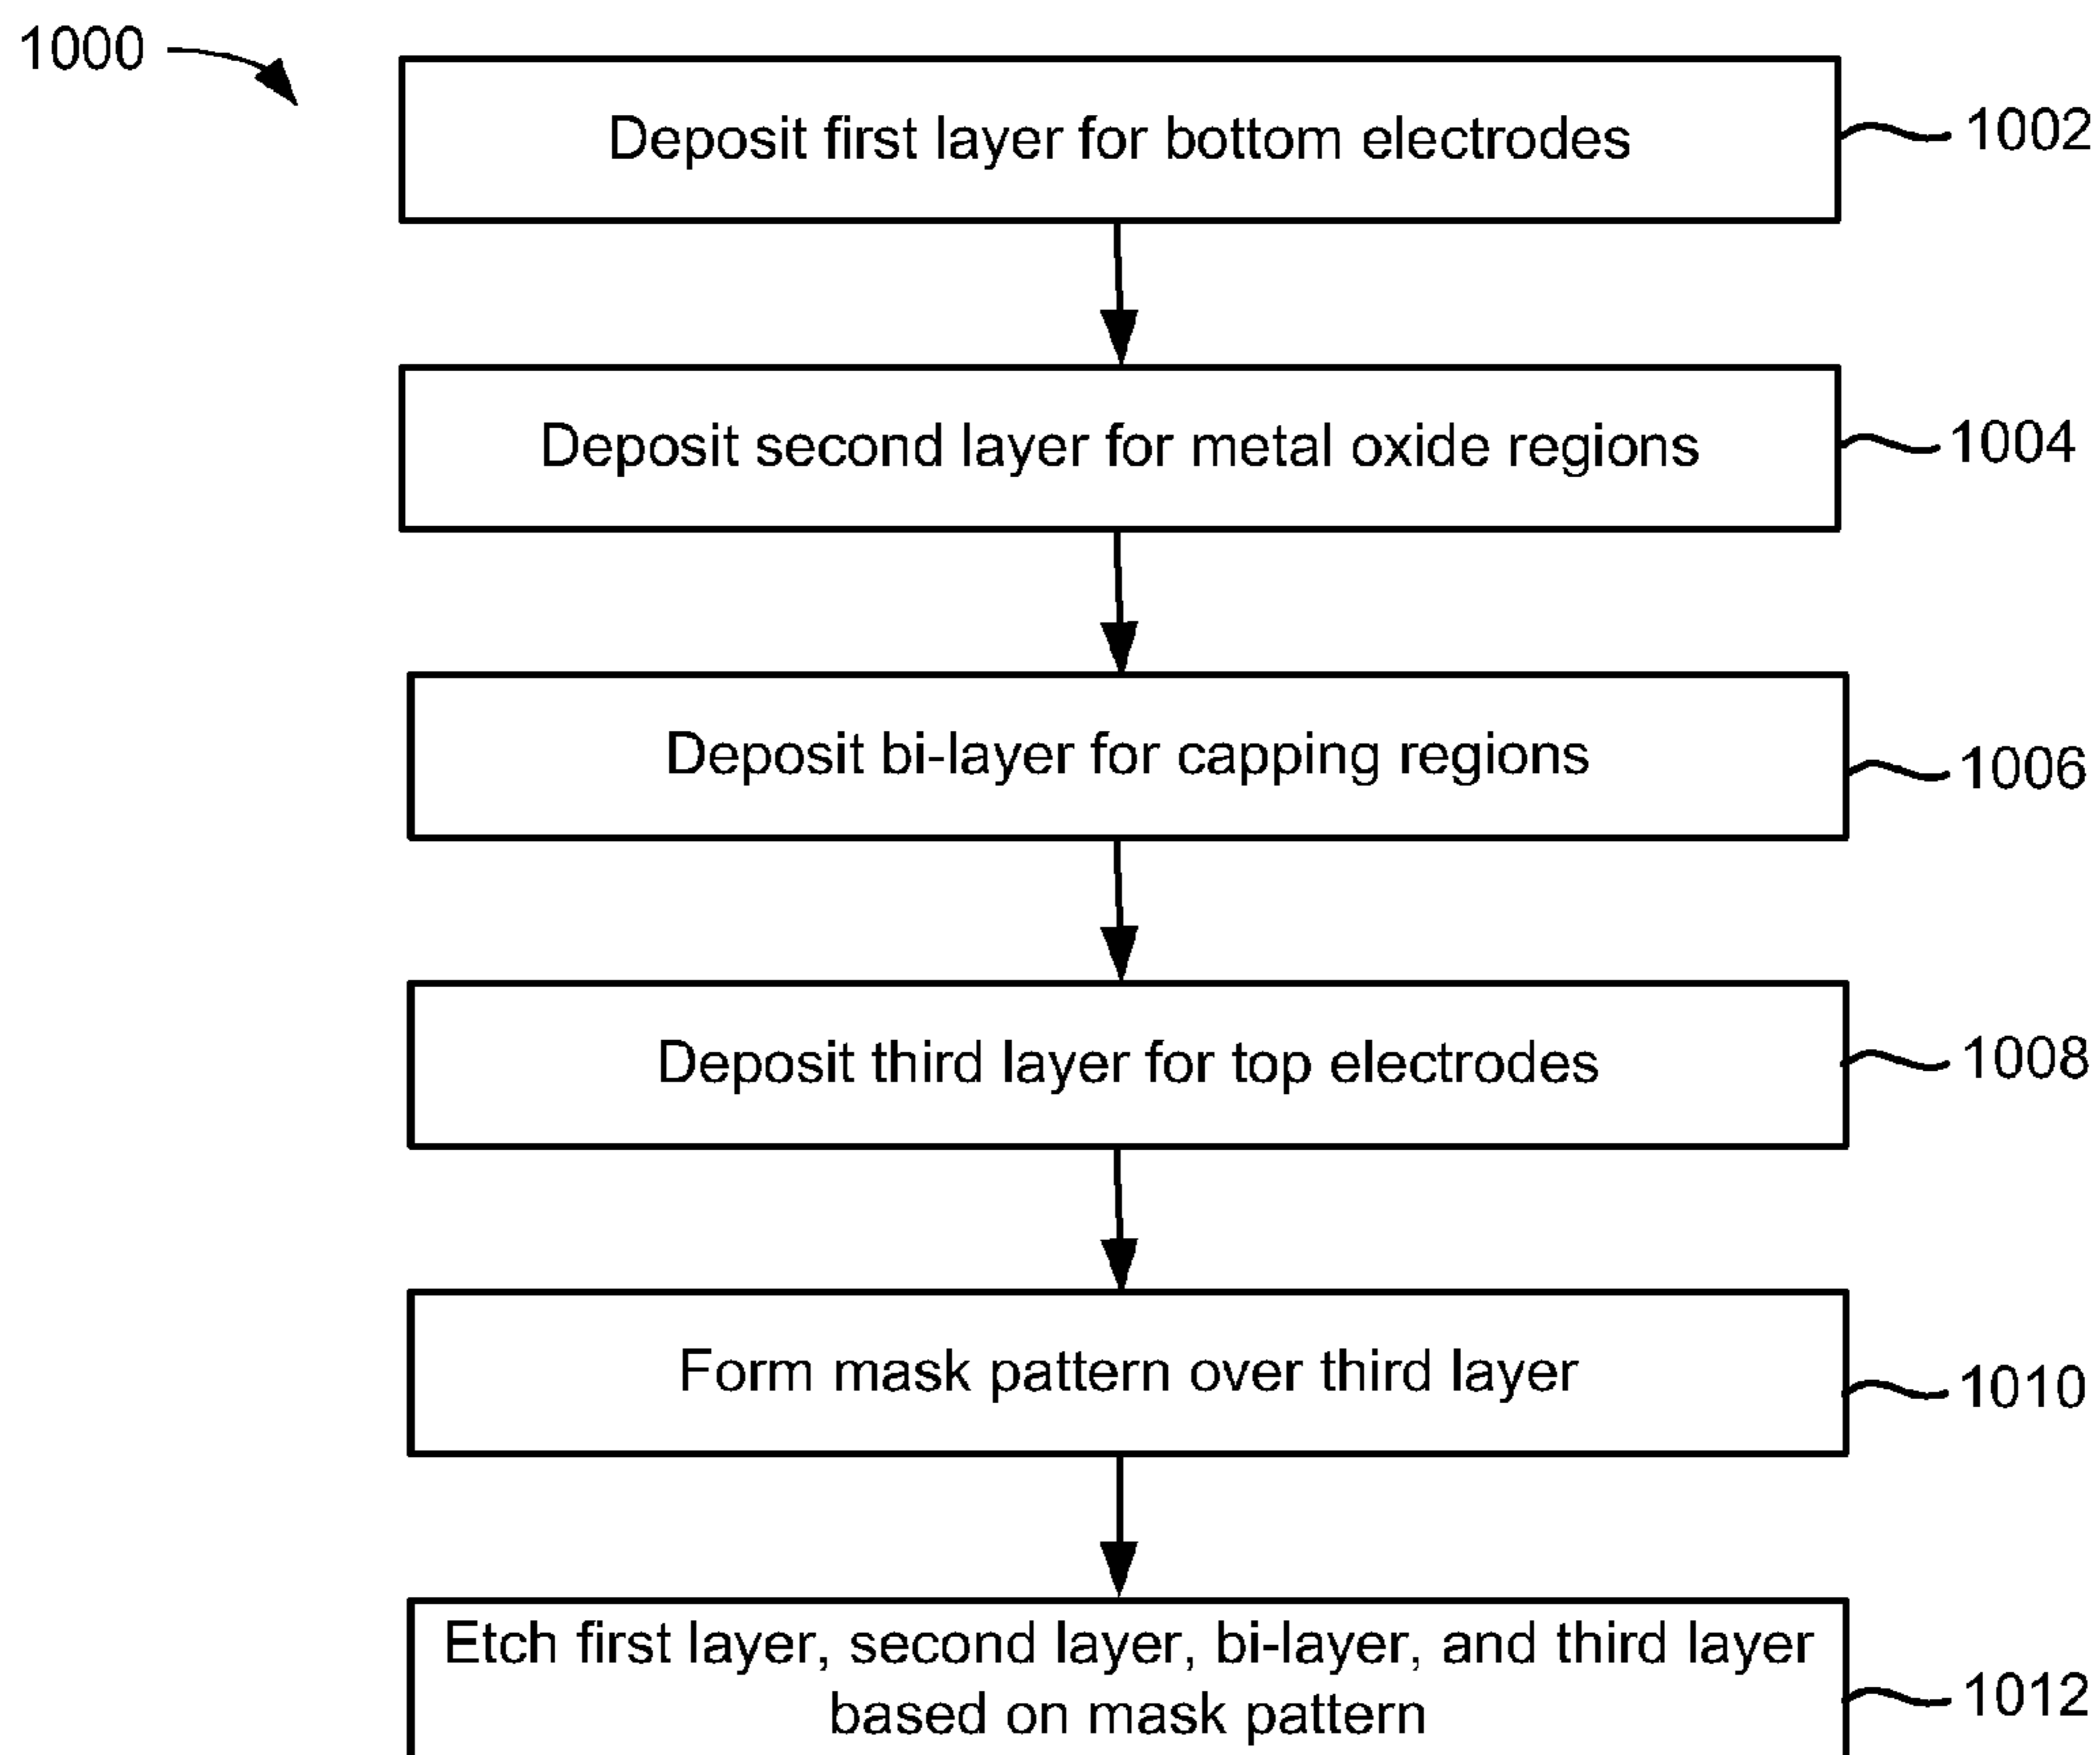 1000
Deposit first layer for bottom electrodes
1002
Deposit second layer for metal oxide regions
1004
Deposit bi-layer for capping regions
1006
Deposit third layer for top electrodes
1008
Form mask pattern over third layer
1010
Etch first layer, second layer, bi-layer, and third layer
based on mask pattern
1012